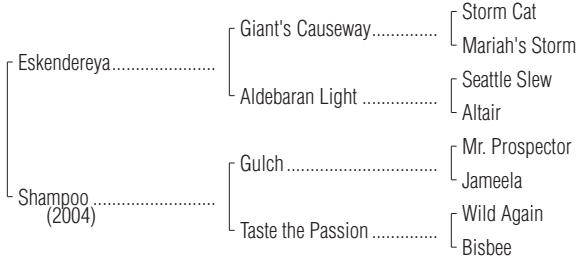 Storm Cat
Giant's Causeway..............
Mariah's Storm
Eskendereya......................
Seattle Slew
Aldebaran Light ................
Altair
Mr. Prospector
Gulch................................
Jameela
Shampoo..........................
(2004)
Wild Again
Taste the Passion ..............
Bisbee